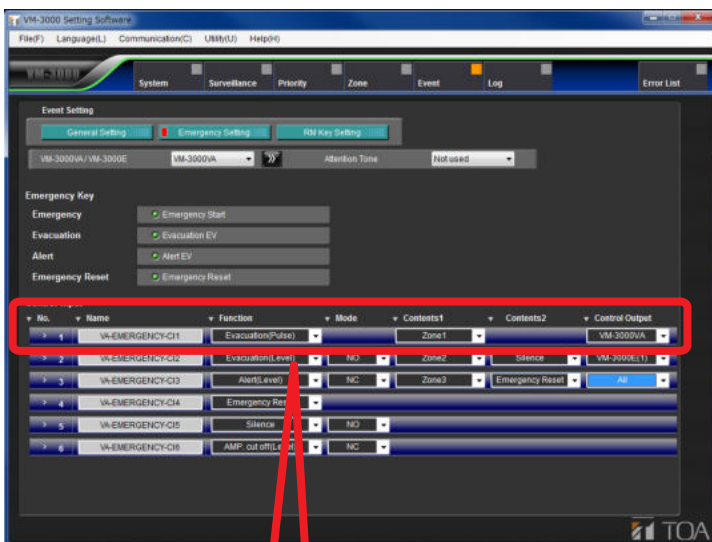 VM-3000 Setting Software
File(F) Language(L) Communication(C) Utility(U) Help(H)
VM-3000
System Surveillance Priority Zone Event Log Error List
Event Setting
General Setting Emergency Setting RM Key Setting
VM-3000VA/VM-3000E VM-3000VA Attention Tone Not used
Emergency Key
Emergency Emergency Start
Evacuation Evacuation EV
Alert Alert EV
Emergency Reset Emergency Reset
No. Name Function Mode Contents1 Contents2 Control Output
1 VA-EMERGENCY-CI1 Evacuation(Pulse) Zone1 VM-3000VA
2 VA-EMERGENCY-CI2 Evacuation(Level) NO Zone2 Silence VM-3000E(1)
3 VA-EMERGENCY-CI3 Alert(Level) NC Zone3 Emergency Reset All
4 VA-EMERGENCY-CI4 Emergency
5 VA-EMERGENCY-CI5 Silence NO
6 VA-EMERGENCY-CI6 AMP. cut NC
TOA